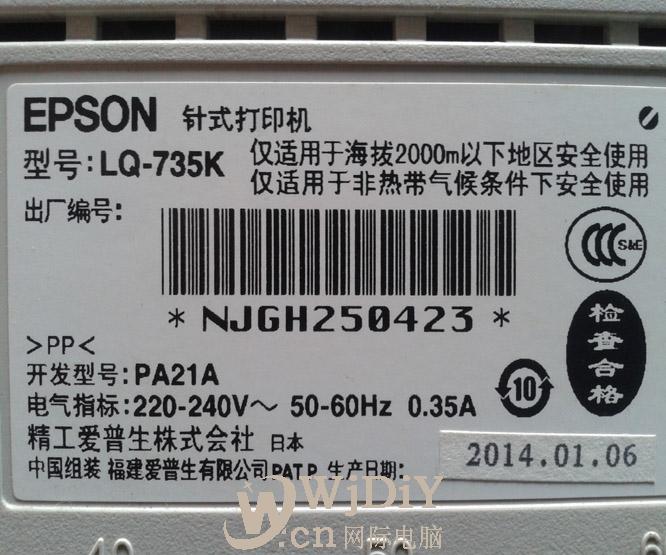 EPSON 针式打印机
型号:LQ-735K
仅适用于海拔2000m以下地区安全使用
仅适用于非热带气候条件下安全使用
出厂编号:
CCC S&E
* NJGH250423 *
检查合格
>PP<
开发型号:PA21A
10
电气指标:220-240V～ 50-60Hz 0.35A
精工爱普生株式会社 日本
中国组装 福建爱普生有限公司 PAT P 生产日期:
2014.01.06
WjDiY
.cn 网际电脑